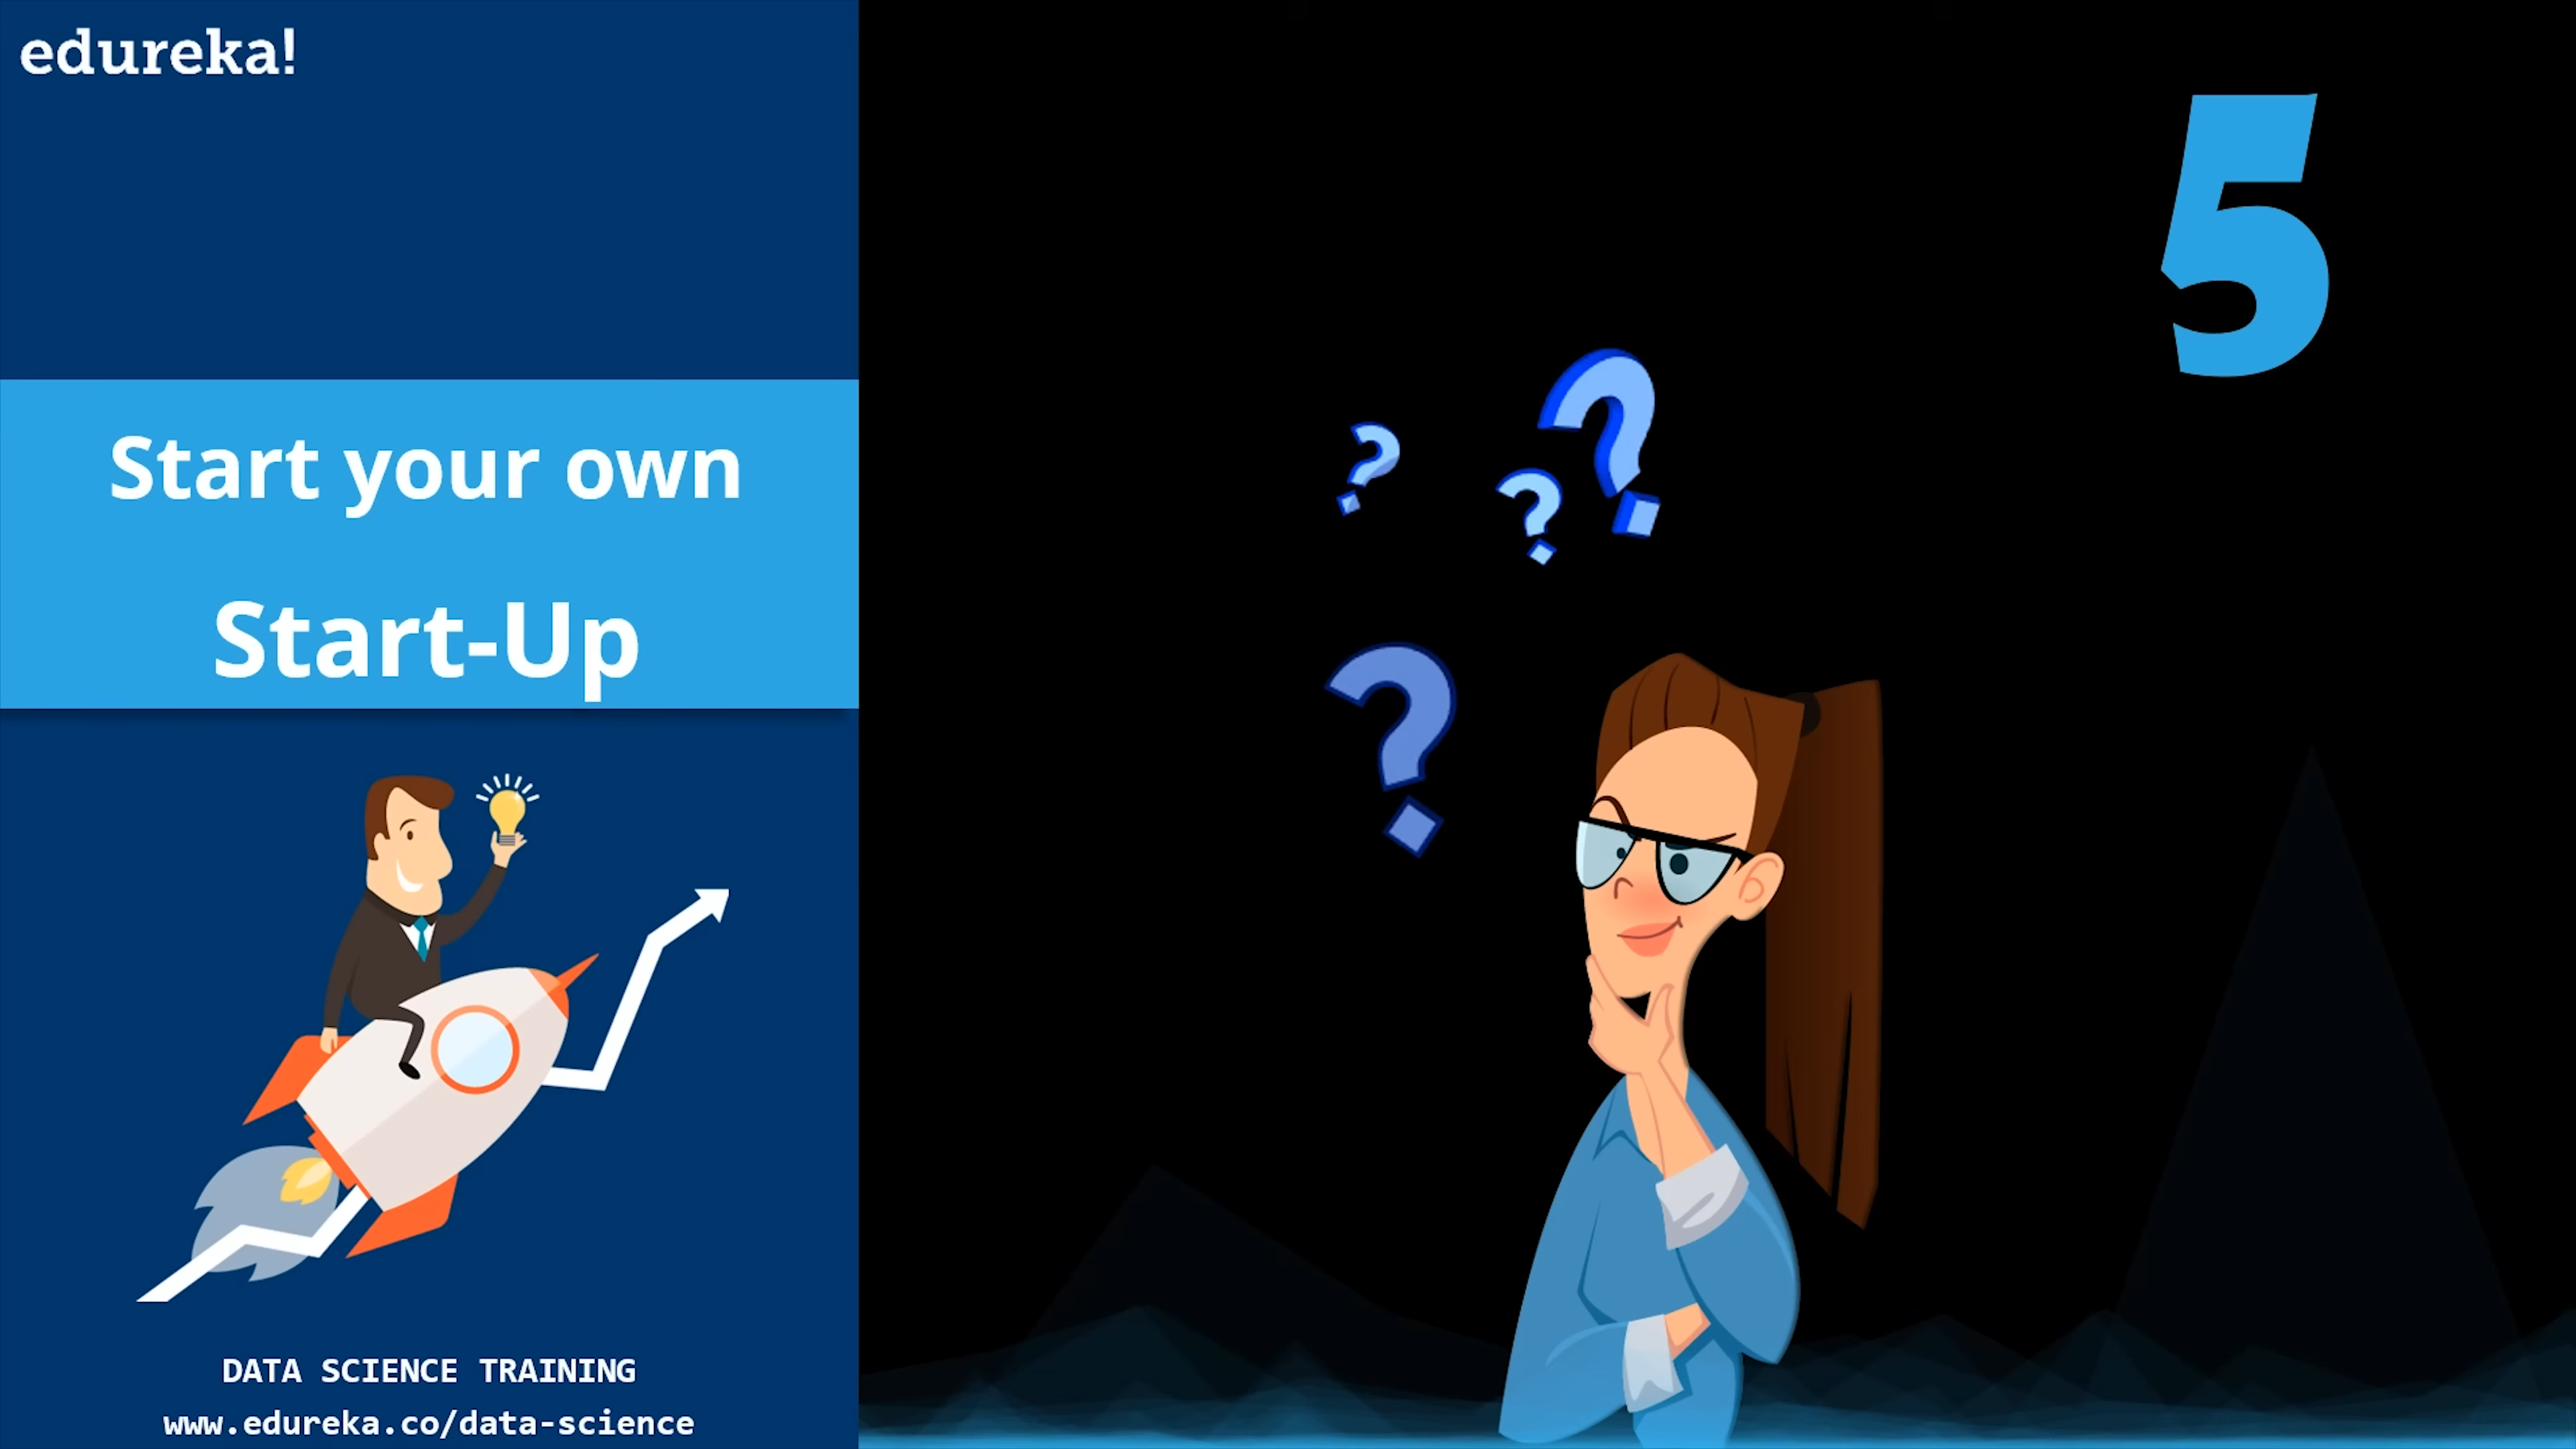 edureka!
Start your own
Start-Up
DATA SCIENCE TRAINING
www.edureka.co/data-science
5
? ? ?
?